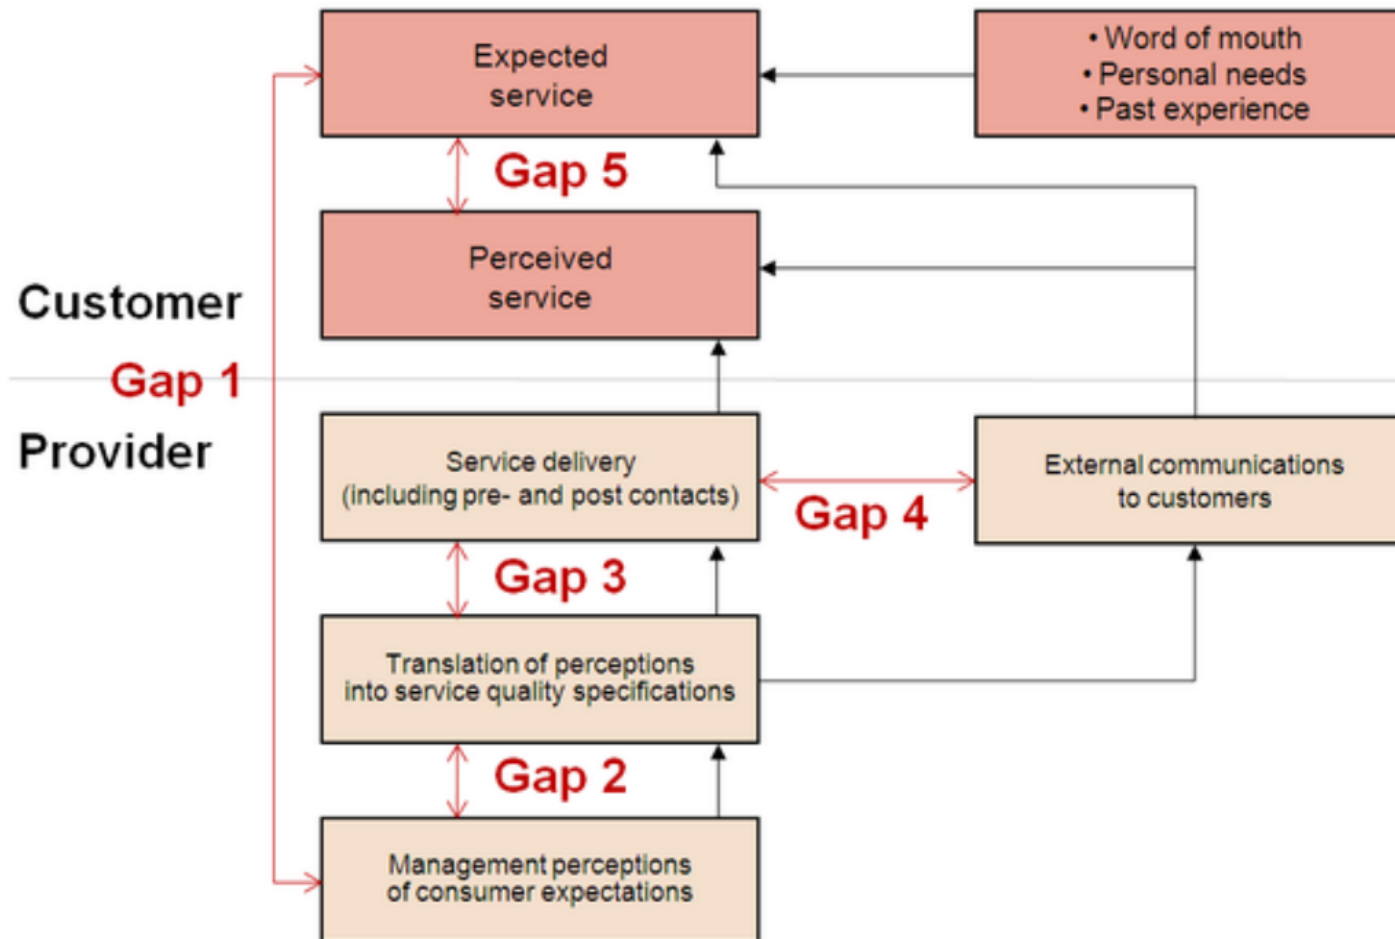 Expected
service
• Word of mouth
• Personal needs
• Past experience
Gap 5
Perceived
service
Customer
Gap 1
Provider
Service delivery
(including pre- and post contacts)
Gap 4
External communications
to customers
Gap 3
Translation of perceptions
into service quality specifications
Gap 2
Management perceptions
of consumer expectations